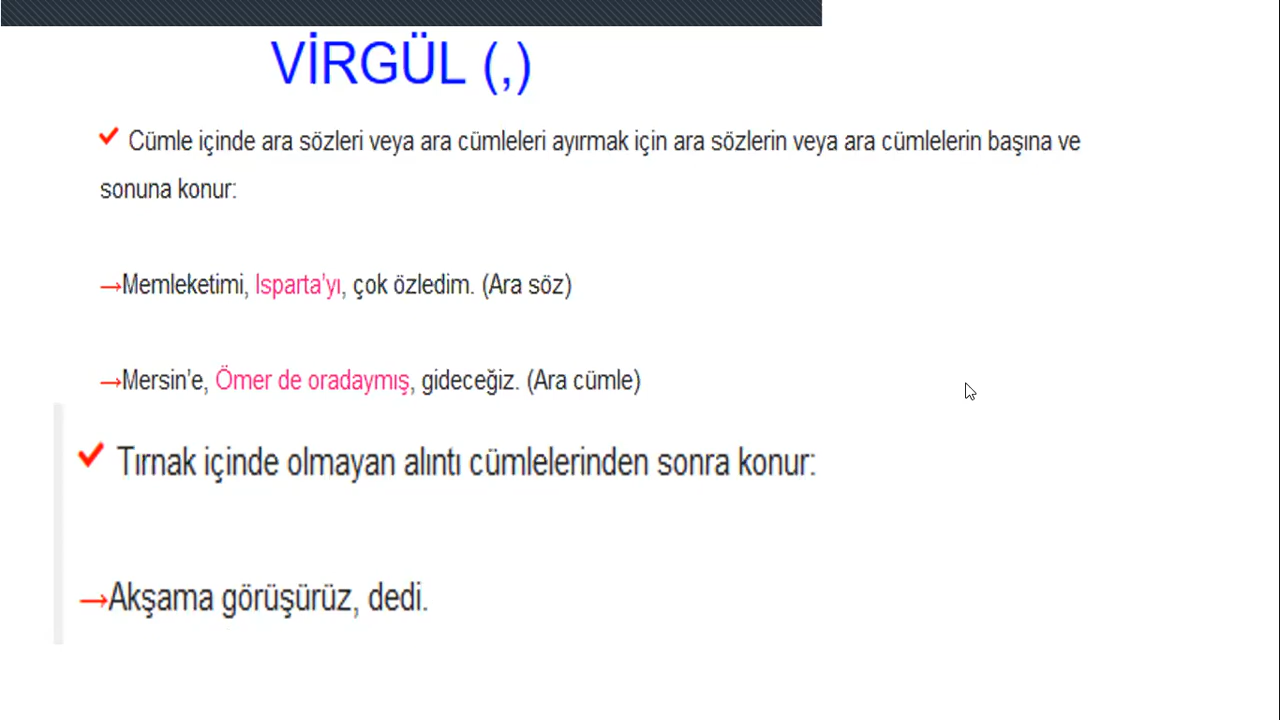 VİRGÜL (,)
✓ Cümle içinde ara sözleri veya ara cümleleri ayırmak için ara sözlerin veya ara cümlelerin başına ve
sonuna konur:
→Memleketimi, Isparta'yı, çok özledim. (Ara söz)
→Mersin'e, Ömer de oradaymış, gideceğiz. (Ara cümle)
✓ Tırnak içinde olmayan alıntı cümlelerinden sonra konur:
→Akşama görüşürüz, dedi.